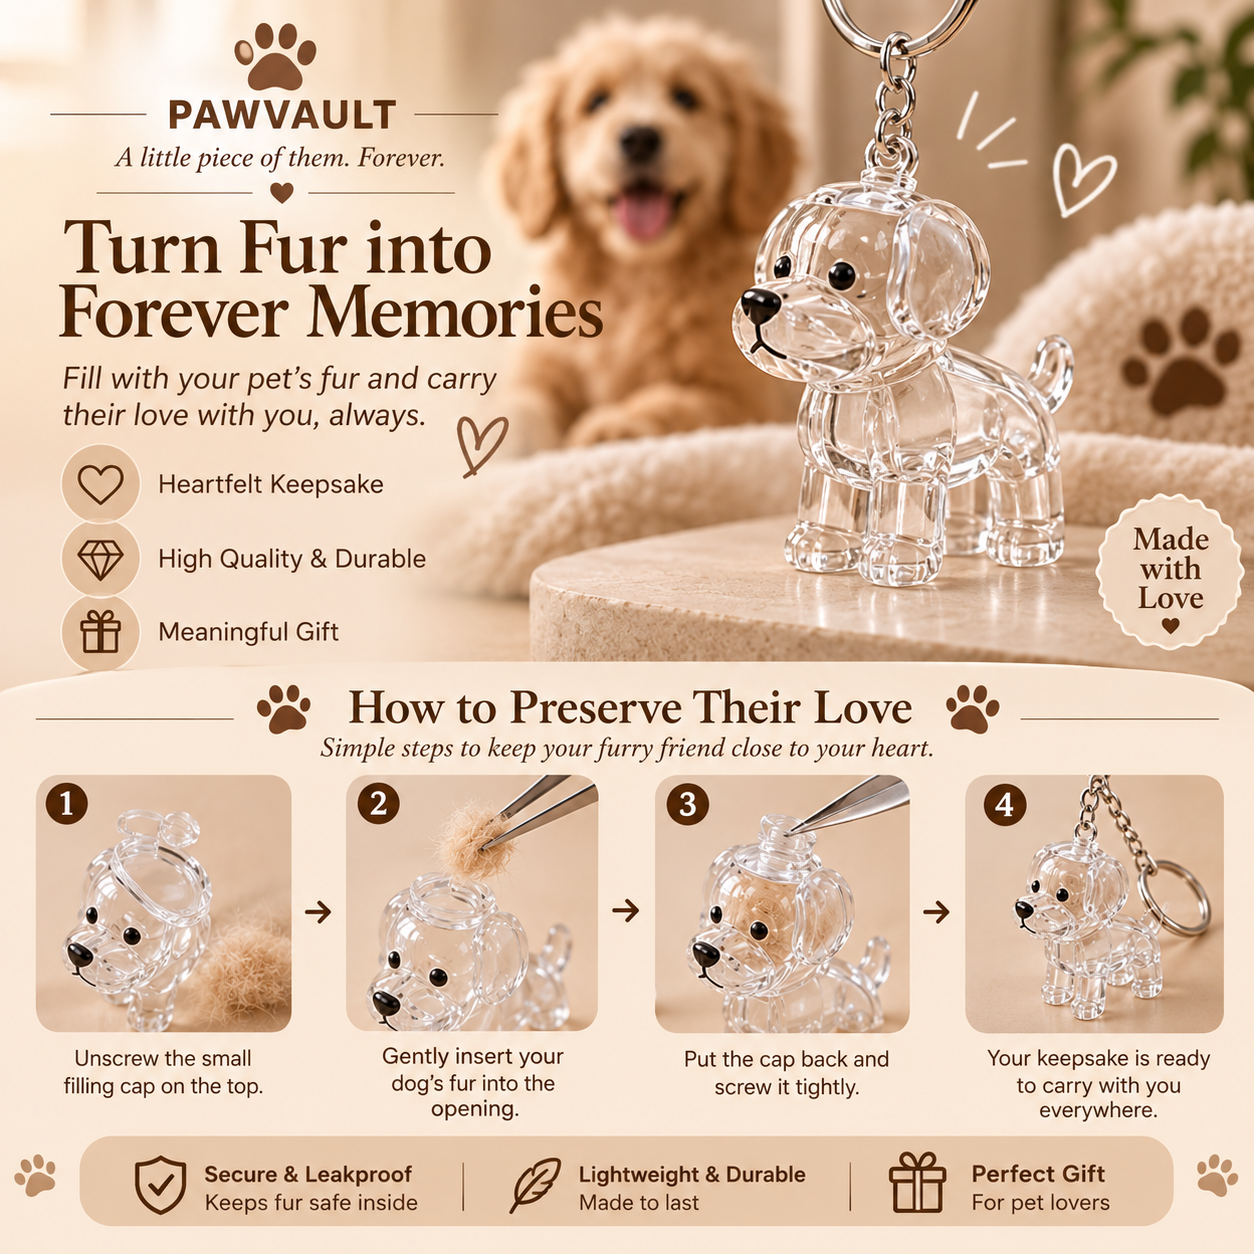 PAWVAULT
A little piece of them. Forever.
Turn Fur into
Forever Memories
Fill with your pet’s fur and carry
their love with you, always.
Heartfelt Keepsake
High Quality & Durable
Meaningful Gift
Made
with
Love
How to Preserve Their Love
Simple steps to keep your furry friend close to your heart.
1
Unscrew the small
filling cap on the top.
2
Gently insert your
dog’s fur into the
opening.
3
Put the cap back and
screw it tightly.
4
Your keepsake is ready
to carry with you
everywhere.
Secure & Leakproof
Keeps fur safe inside
Lightweight & Durable
Made to last
Perfect Gift
For pet lovers